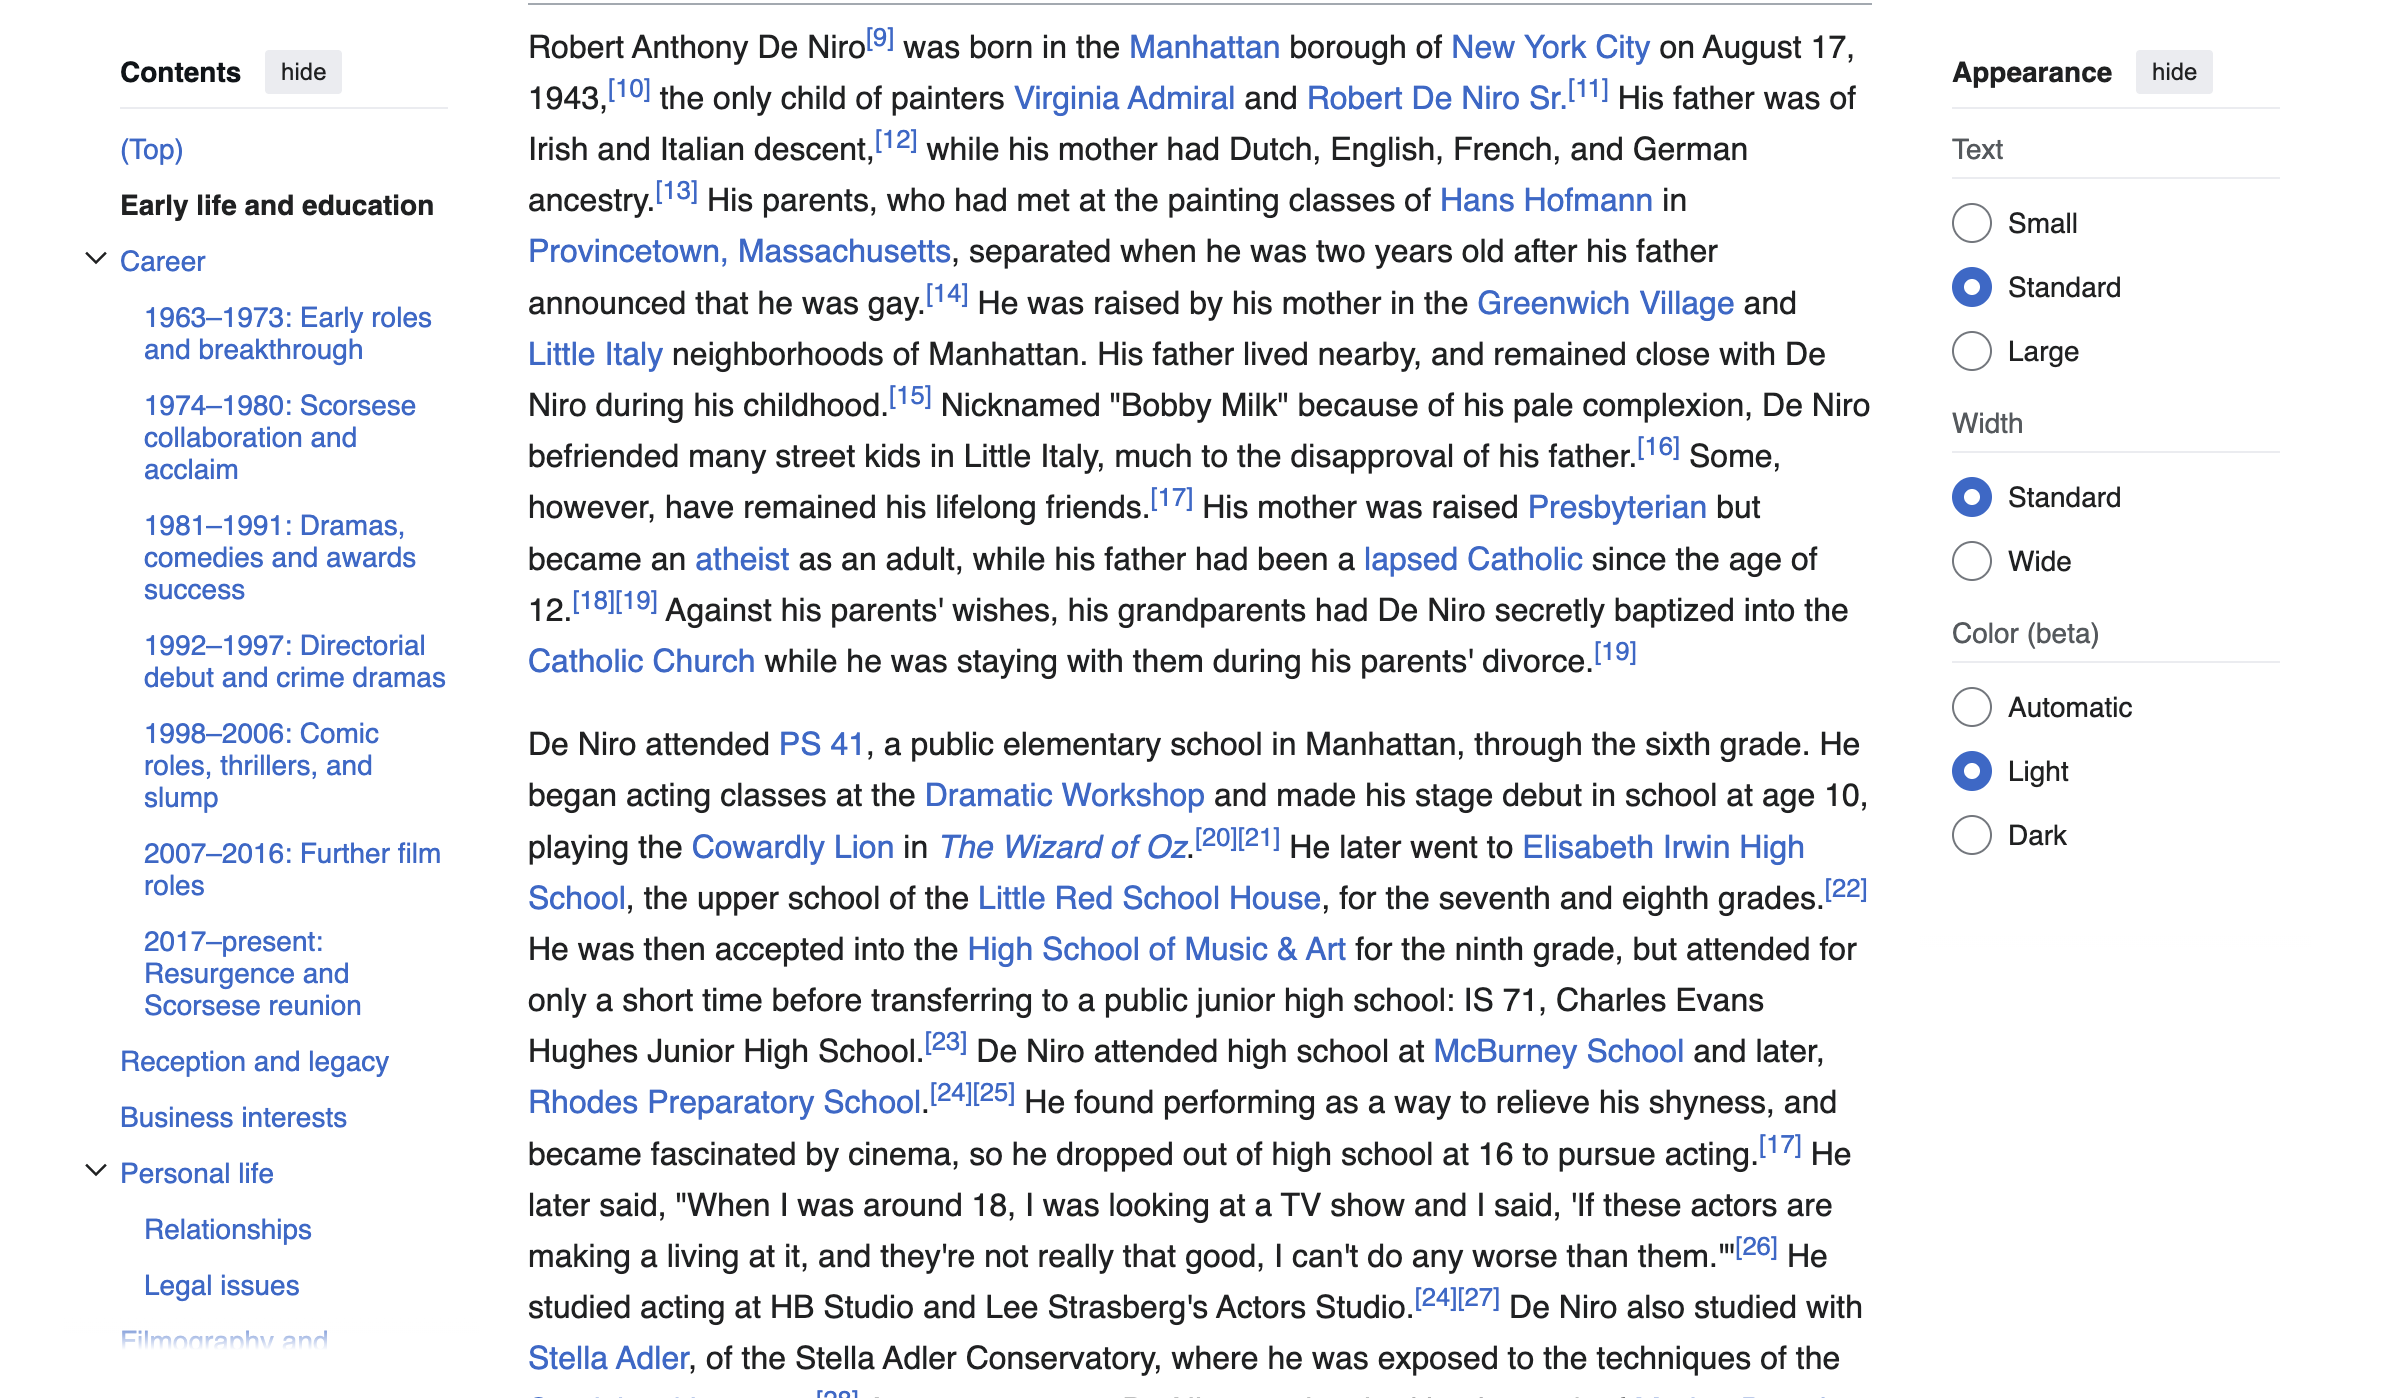 Contents hide
(Top)
Early life and education
Career
1963–1973: Early roles
and breakthrough
1974–1980: Scorsese
collaboration and
acclaim
1981–1991: Dramas,
comedies and awards
success
1992–1997: Directorial
debut and crime dramas
1998–2006: Comic
roles, thrillers, and
slump
2007–2016: Further film
roles
2017–present:
Resurgence and
Scorsese reunion
Reception and legacy
Business interests
Personal life
Relationships
Legal issues
Filmography and
Robert Anthony De Niro[9] was born in the Manhattan borough of New York City on August 17,
1943,[10] the only child of painters Virginia Admiral and Robert De Niro Sr.[11] His father was of
Irish and Italian descent,[12] while his mother had Dutch, English, French, and German
ancestry.[13] His parents, who had met at the painting classes of Hans Hofmann in
Provincetown, Massachusetts, separated when he was two years old after his father
announced that he was gay.[14] He was raised by his mother in the Greenwich Village and
Little Italy neighborhoods of Manhattan. His father lived nearby, and remained close with De
Niro during his childhood.[15] Nicknamed "Bobby Milk" because of his pale complexion, De Niro
befriended many street kids in Little Italy, much to the disapproval of his father.[16] Some,
however, have remained his lifelong friends.[17] His mother was raised Presbyterian but
became an atheist as an adult, while his father had been a lapsed Catholic since the age of
12.[18][19] Against his parents' wishes, his grandparents had De Niro secretly baptized into the
Catholic Church while he was staying with them during his parents' divorce.[19]
De Niro attended PS 41, a public elementary school in Manhattan, through the sixth grade. He
began acting classes at the Dramatic Workshop and made his stage debut in school at age 10,
playing the Cowardly Lion in The Wizard of Oz.[20][21] He later went to Elisabeth Irwin High
School, the upper school of the Little Red School House, for the seventh and eighth grades.[22]
He was then accepted into the High School of Music & Art for the ninth grade, but attended for
only a short time before transferring to a public junior high school: IS 71, Charles Evans
Hughes Junior High School.[23] De Niro attended high school at McBurney School and later,
Rhodes Preparatory School.[24][25] He found performing as a way to relieve his shyness, and
became fascinated by cinema, so he dropped out of high school at 16 to pursue acting.[17] He
later said, "When I was around 18, I was looking at a TV show and I said, 'If these actors are
making a living at it, and they're not really that good, I can't do any worse than them.'"[26] He
studied acting at HB Studio and Lee Strasberg's Actors Studio.[24][27] De Niro also studied with
Stella Adler, of the Stella Adler Conservatory, where he was exposed to the techniques of the
Appearance hide
Text
Small
Standard
Large
Width
Standard
Wide
Color (beta)
Automatic
Light
Dark